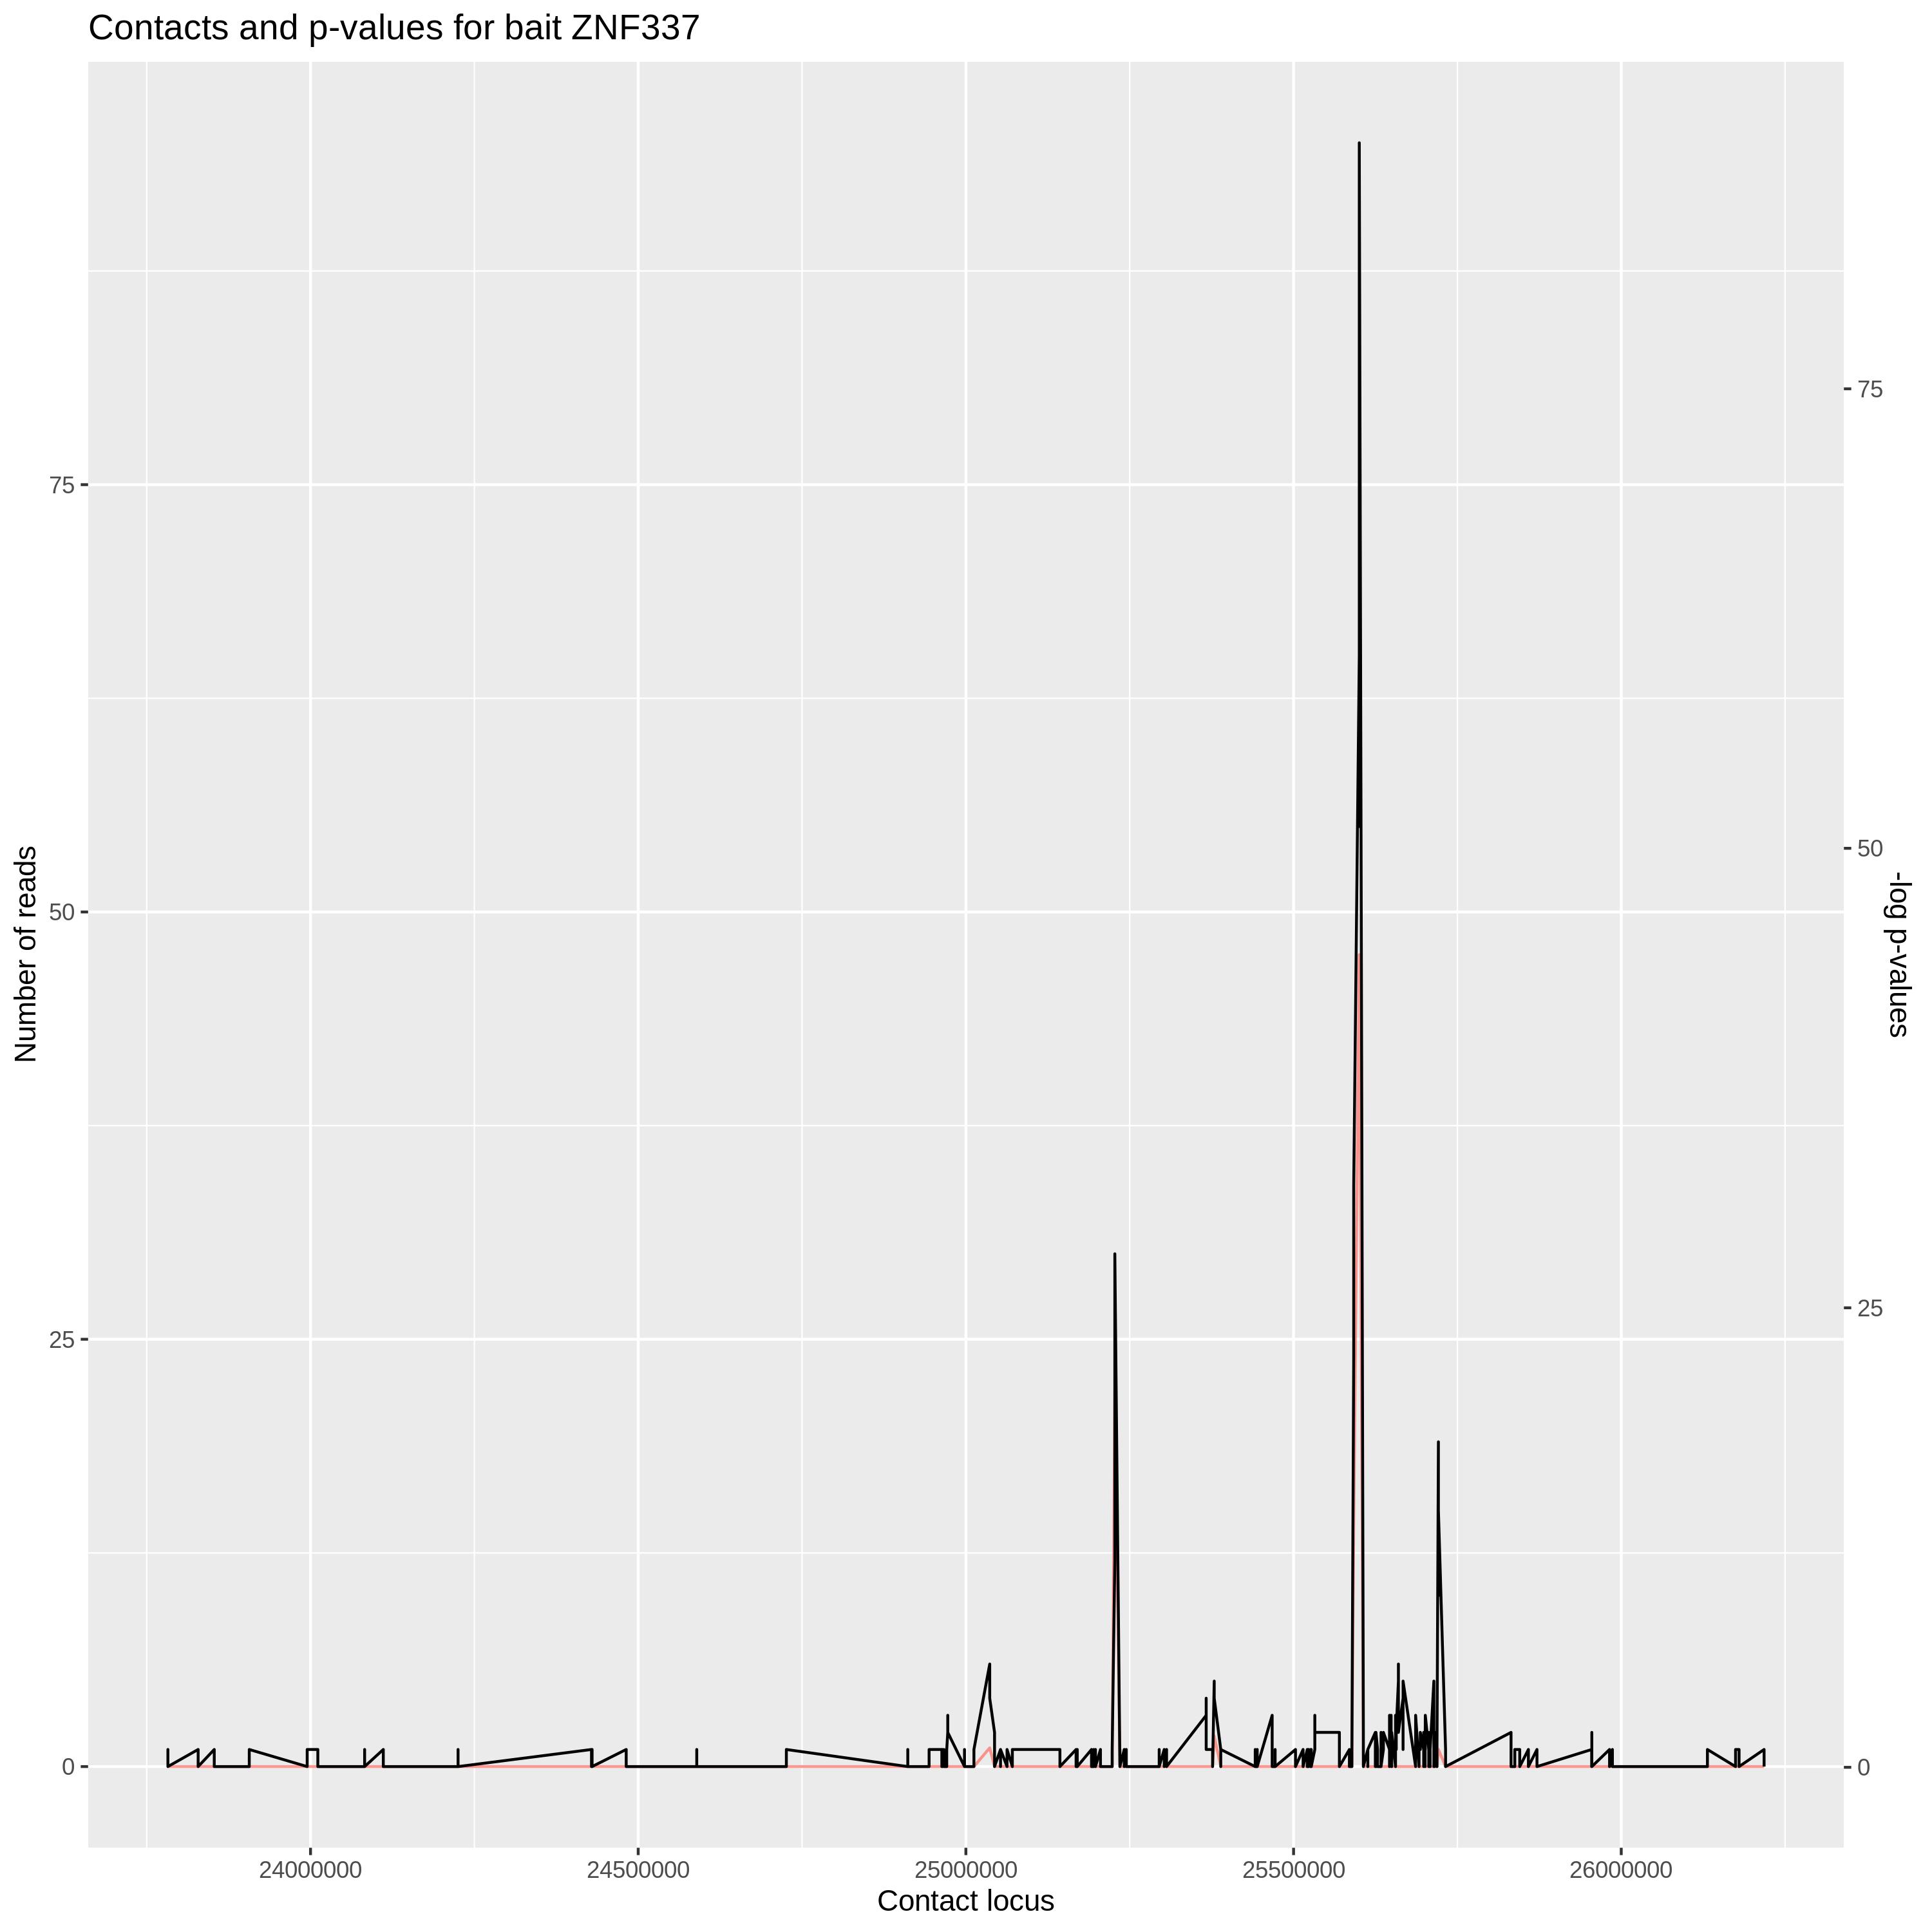 Contacts and p-values for bait ZNF337
Number of reads
75
50
25
0
75
50
25
0
-log p-values
24000000 24500000 25000000 25500000 26000000
Contact locus